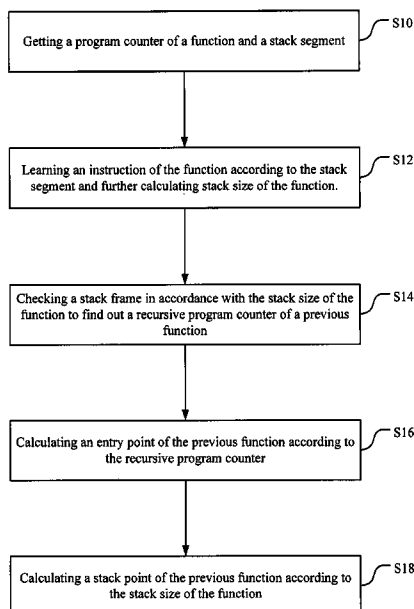 S10
Getting a program counter of a function and a stack segment
S12
Learning an instruction of the function according to the stack
segment and further calculating stack size of the function.
S14
Checking a stack frame in accordance with the stack size of the
function to find out a recursive program counter of a previous
function
S16
Calculating an entry point of the previous function according to
the recursive program counter
S18
Calculating a stack point of the previous function according to
the stack size of the function